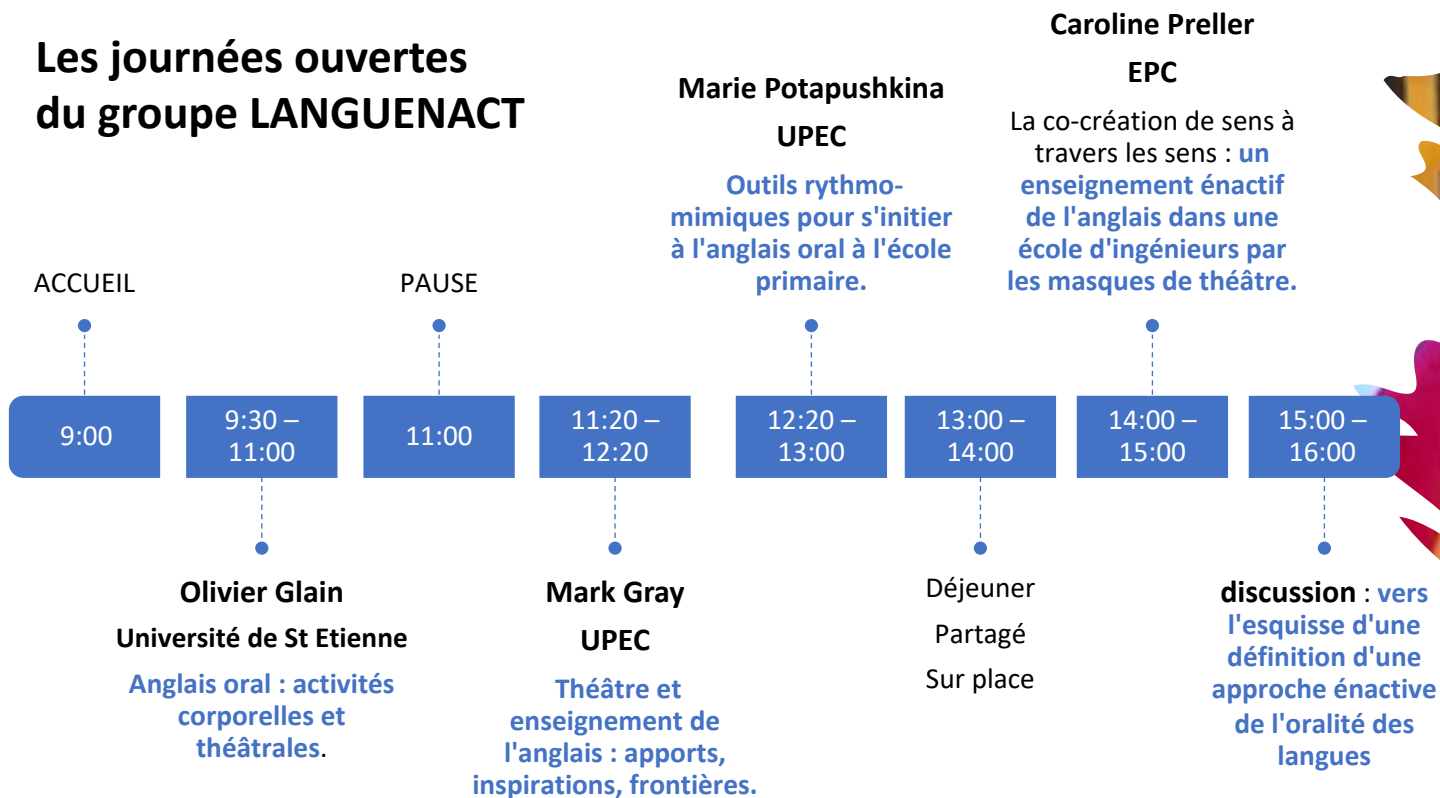 Les journées ouvertes
du groupe LANGUENACT
ACCUEIL
PAUSE
Marie Potapushkina
UPEC
Outils rythmo-
mimiques pour s'initier
à l'anglais oral à l'école
primaire.
Caroline Preller
EPC
La co-création de sens à
travers les sens : un
enseignement énactif
de l'anglais dans une
école d'ingénieurs par
les masques de théâtre.
9:00
9:30 –
11:00
11:00
11:20 –
12:20
12:20 –
13:00
13:00 –
14:00
14:00 –
15:00
15:00 –
16:00
Olivier Glain
Université de St Etienne
Anglais oral : activités
corporelles et
théâtrales.
Mark Gray
UPEC
Théâtre et
enseignement de
l'anglais : apports,
inspirations, frontières.
Déjeuner
Partagé
Sur place
discussion : vers
l'esquisse d'une
définition d'une
approche énactive
de l'oralité des
langues